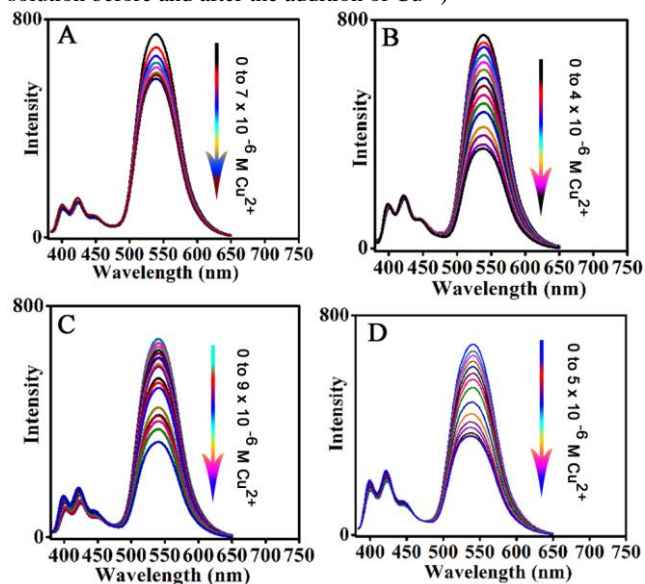 solution before and after the addition of Cu²⁺)
A
800
0
Intensity
0 to 7 x 10⁻⁶ M Cu²⁺
400 450 500 550 600 650 700 750
Wavelength (nm)
B
800
0
Intensity
0 to 4 x 10⁻⁶ M Cu²⁺
400 450 500 550 600 650 700 750
Wavelength (nm)
C
800
0
Intensity
0 to 9 x 10⁻⁶ M Cu²⁺
400 450 500 550 600 650 700 750
Wavelength (nm)
D
800
0
Intensity
0 to 5 x 10⁻⁶ M Cu²⁺
400 450 500 550 600 650 700 750
Wavelength (nm)